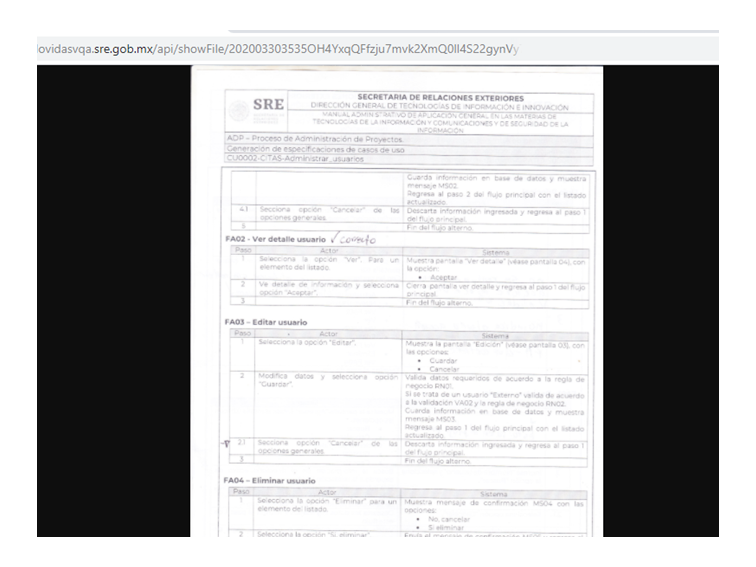 lovidasvqa.sre.gob.mx/api/showFile/202003303535OH4YxqQFfzju7mvk2XmQ0II4S22gynVy
SECRETARIA DE RELACIONES EXTERIORES
SRE
DIRECCIÓN GENERAL DE TECNOLOGÍAS DE INFORMACIÓN E INNOVACIÓN
MANUAL ADMINISTRATIVO DE APLICACIÓN GENERAL EN LAS MATERIAS DE
TECNOLOGÍAS DE LA INFORMACIÓN Y COMUNICACIONES Y DE SEGURIDAD DE LA
INFORMACIÓN
ADP – Proceso de Administración de Proyectos
Generación de especificaciones de casos de uso
CU0002-CITAS-Administrar_usuarios
Guarda información en base de datos y muestra
mensaje MS02.
Regresa al paso 2 del flujo principal con el listado
actualizado.
4.1 Secciona opción "Cancelar" de las Descarta información ingresada y regresa al paso 1
opciones generales. del flujo principal.
5 Fin del flujo alterno.
FA02 - Ver detalle usuario √ correcto
Paso Actor Sistema
1 Selecciona la opción "Ver". Para un Muestra pantalla "Ver detalle" (véase pantalla 04), con
elemento del listado. la opción:
• Aceptar
2 Ve detalle de información y selecciona Cierra pantalla ver detalle y regresa al paso 1 del flujo
opción "Aceptar". principal.
3 Fin del flujo alterno.
FA03 – Editar usuario
Paso Actor Sistema
1 Selecciona la opción "Editar". Muestra la pantalla "Edición" (véase pantalla 03), con
las opciones:
• Guardar
• Cancelar
2 Modifica datos y selecciona opción Valida datos requeridos de acuerdo a la regla de
"Guardar". negocio RN01.
Si se trata de un usuario "Externo" valida de acuerdo
a la validación VA02 y la regla de negocio RN02.
Guarda información en base de datos y muestra
mensaje MS03.
Regresa al paso 1 del flujo principal con el listado
actualizado.
2.1 Secciona opción "Cancelar" de las Descarta información ingresada y regresa al paso 1
opciones generales. del flujo principal.
3 Fin del flujo alterno.
FA04 – Eliminar usuario
Paso Actor Sistema
1 Selecciona la opción "Eliminar" para un Muestra mensaje de confirmación MS04 con las
elemento del listado. opciones:
• No, cancelar
• Si eliminar
2 Selecciona la opción "Si, eliminar"